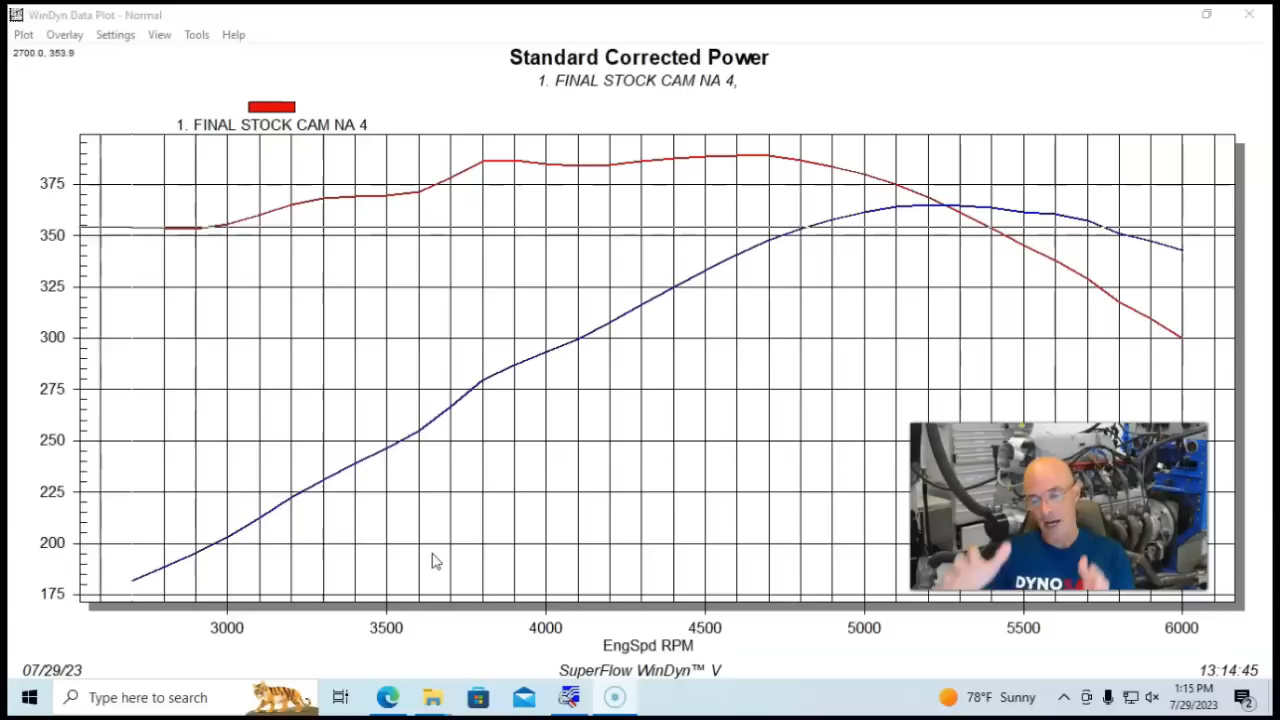 WinDyn Data Plot - Normal
Plot Overlay Settings View Tools Help
2700.0, 353.9
Standard Corrected Power
1. FINAL STOCK CAM NA 4,
1. FINAL STOCK CAM NA 4
375
350
325
300
275
250
225
200
175
3000 3500 4000 4500 5000 5500 6000
EngSpd RPM
DYNO
07/29/23 SuperFlow WinDyn™ V 13:14:45
Type here to search
78°F Sunny
1:15 PM
7/29/2023
2